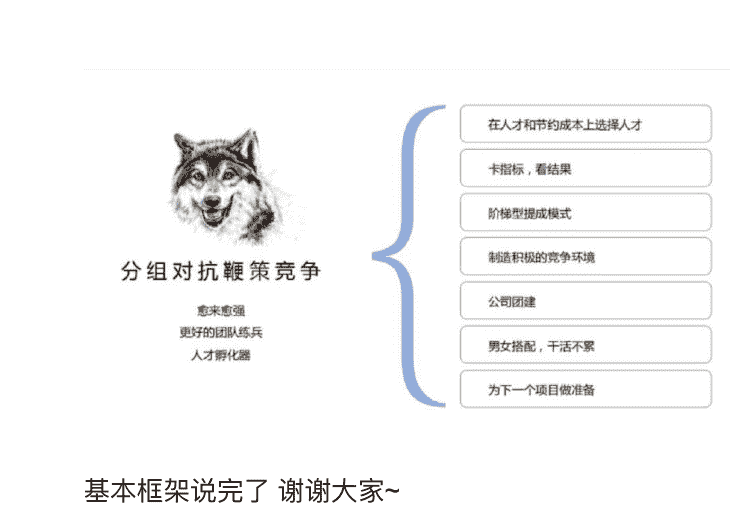 分组对抗鞭策竞争
愈来愈强
更好的团队练兵
人才孵化器
在人才和节约成本上选择人才
卡指标，看结果
阶梯型提成模式
制造积极的竞争环境
公司团建
男女搭配，干活不累
为下一个项目做准备
基本框架说完了 谢谢大家~